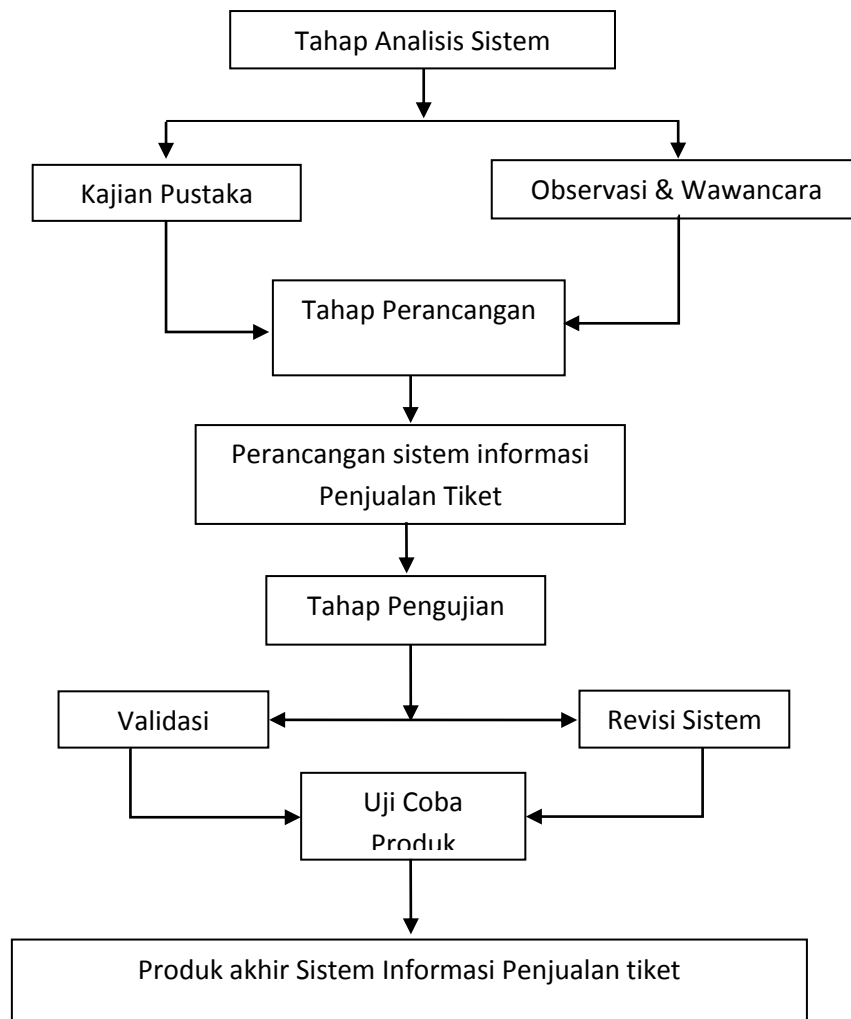 Tahap Analisis Sistem
Kajian Pustaka
Observasi & Wawancara
Tahap Perancangan
Perancangan sistem informasi
Penjualan Tiket
Tahap Pengujian
Validasi
Revisi Sistem
Uji Coba
Produk
Produk akhir Sistem Informasi Penjualan tiket